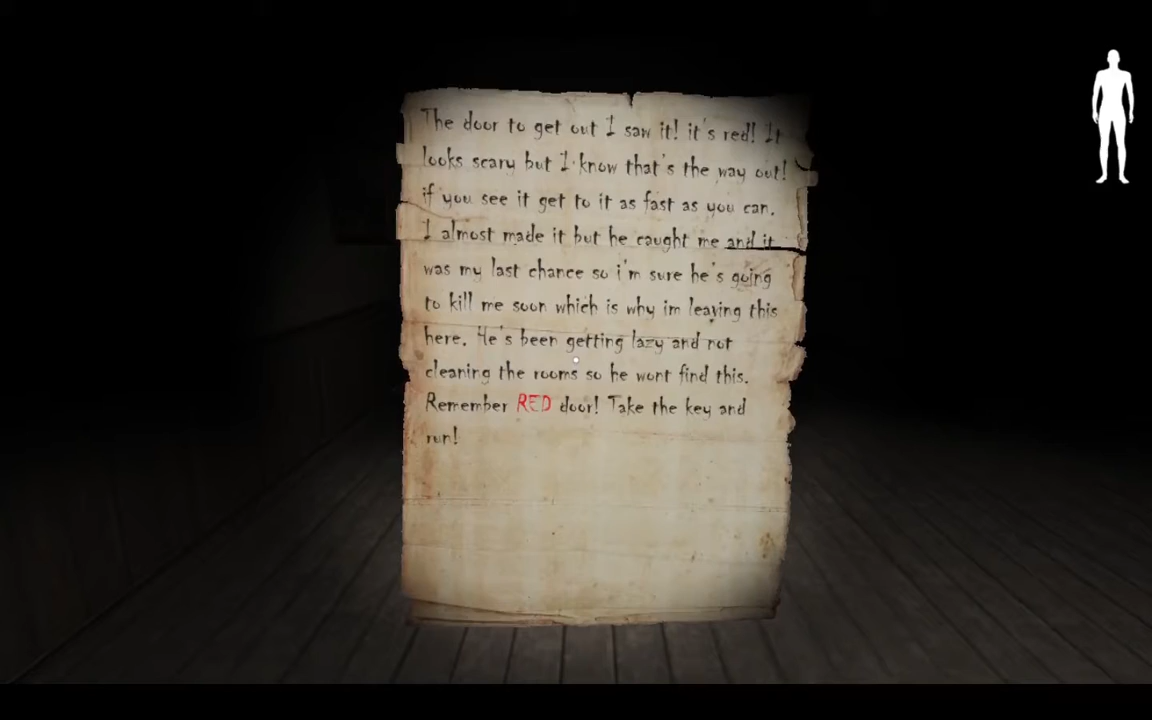 The door to get out I saw it! it's red! It
looks scary but I know that's the way out!
if you see it get to it as fast as you can.
I almost made it but he caught me and it
was my last chance so i'm sure he's going
to kill me soon which is why im leaving this
here. He's been getting lazy and not
cleaning the rooms so he wont find this.
Remember RED door! Take the key and
run!